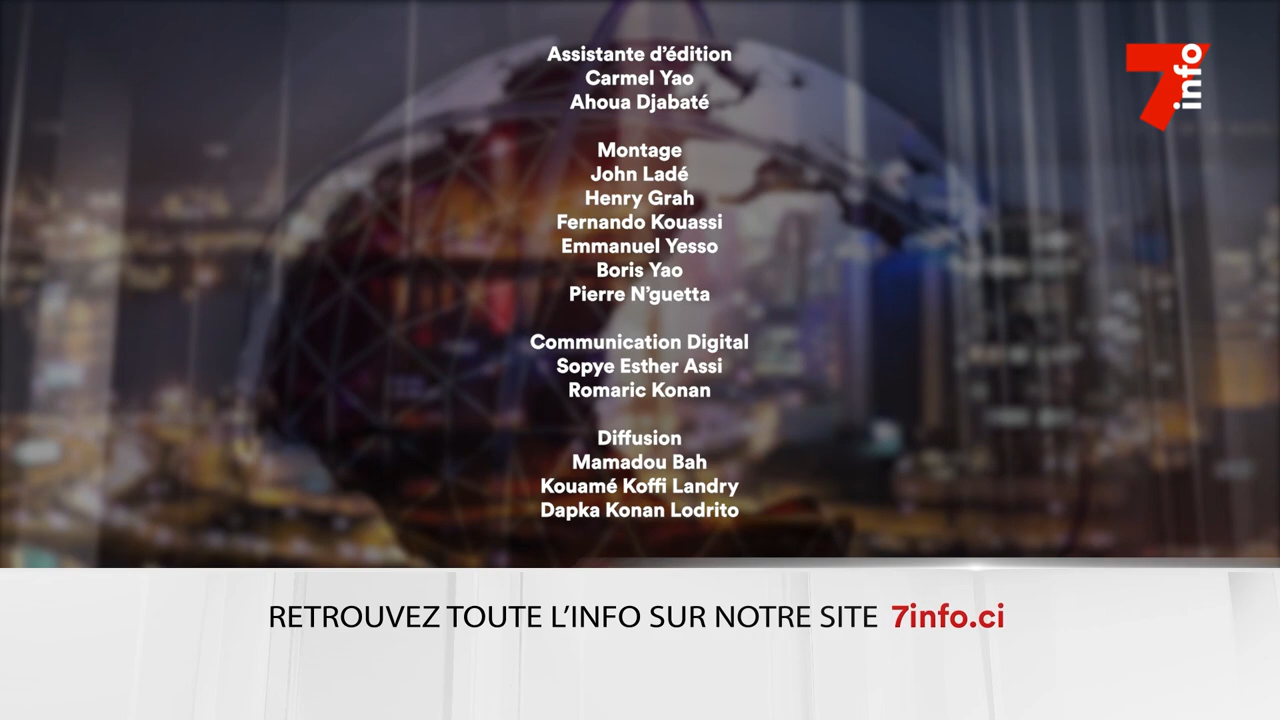 Assistante d’édition
Carmel Yao
Ahoua Djabaté
Montage
John Ladé
Henry Grah
Fernando Kouassi
Emmanuel Yesso
Boris Yao
Pierre N’guetta
Communication Digital
Sopye Esther Assi
Romaric Konan
Diffusion
Mamadou Bah
Kouamé Koffi Landry
Dapka Konan Lodrito
7info
RETROUVEZ TOUTE L’INFO SUR NOTRE SITE 7info.ci